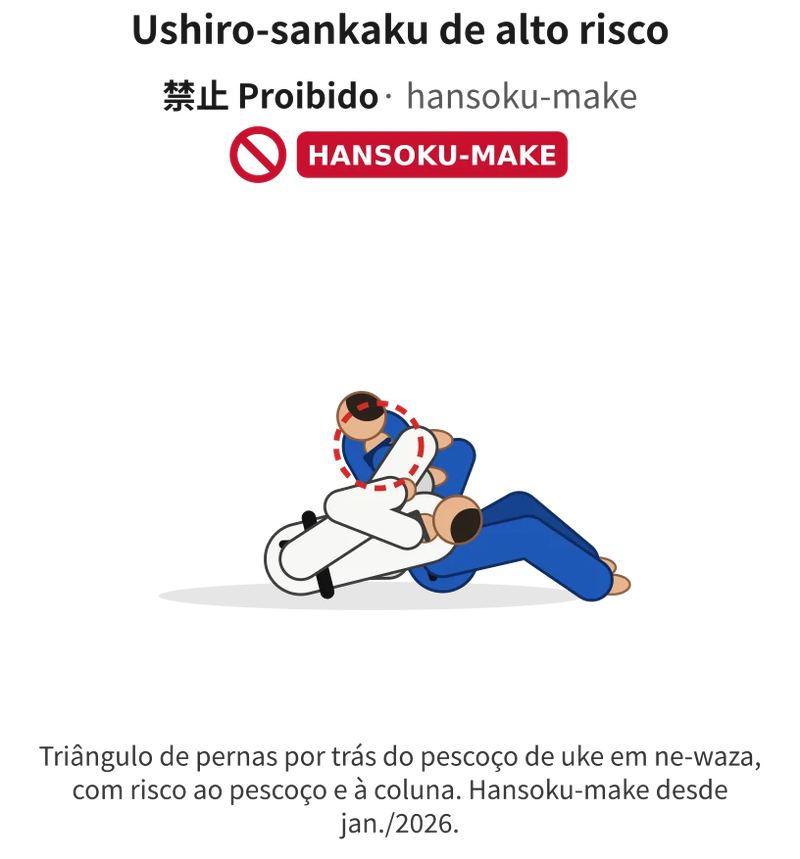 Ushiro-sankaku de alto risco
禁止 Proibido · hansoku-make
HANSOKU-MAKE
Triângulo de pernas por trás do pescoço de uke em ne-waza,
com risco ao pescoço e à coluna. Hansoku-make desde
jan./2026.